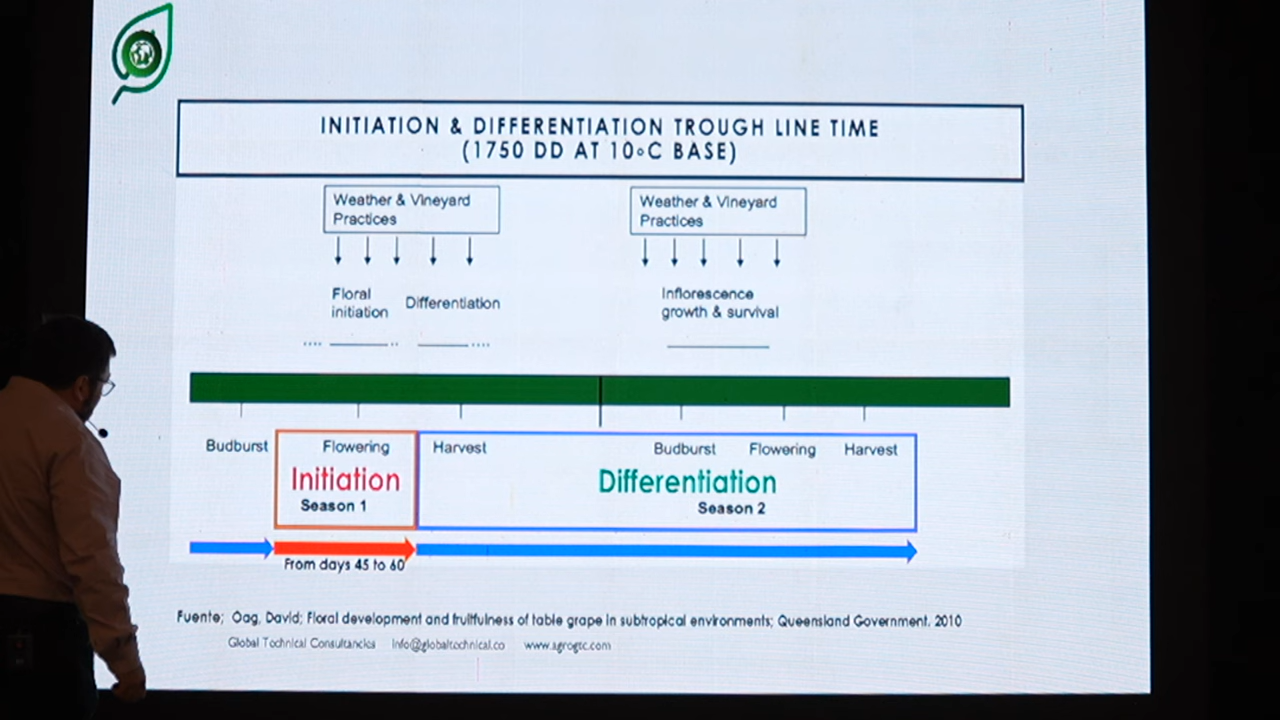 INITIATION & DIFFERENTIATION TROUGH LINE TIME
(1750 DD AT 10°C BASE)
Weather & Vineyard
Practices
Weather & Vineyard
Practices
Floral
initiation
Differentiation
Inflorescence
growth & survival
Budburst
Flowering
Harvest
Budburst
Flowering
Harvest
Initiation
Season 1
Differentiation
Season 2
From days 45 to 60
Fuente; Oag, David; Floral development and fruitfulness of table grape in subtropical environments; Queensland Government. 2010
Global Technical Consultancies info@globaltechnical.co www.agrogtc.com